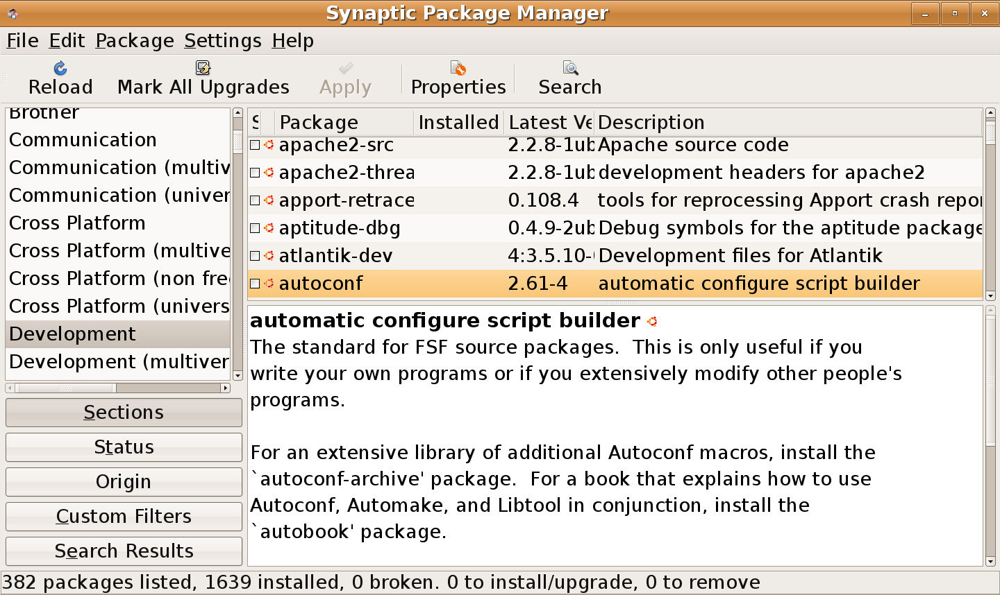 Synaptic Package Manager
File Edit Package Settings Help
Reload Mark All Upgrades Apply Properties Search
Brother
Communication
Communication (multiv
Communication (univer
Cross Platform
Cross Platform (multive
Cross Platform (non fre
Cross Platform (univers
Development
Development (multiver
Sections
Status
Origin
Custom Filters
Search Results
S Package Installed Latest Ve Description
apache2-src 2.2.8-1ub Apache source code
apache2-threa 2.2.8-1ub development headers for apache2
apport-retrace 0.108.4 tools for reprocessing Apport crash repor
aptitude-dbg 0.4.9-2ub Debug symbols for the aptitude package
atlantik-dev 4:3.5.10- Development files for Atlantik
autoconf 2.61-4 automatic configure script builder
automatic configure script builder
The standard for FSF source packages.  This is only useful if you
write your own programs or if you extensively modify other people's
programs.
For an extensive library of additional Autoconf macros, install the
`autoconf-archive' package.  For a book that explains how to use
Autoconf, Automake, and Libtool in conjunction, install the
`autobook' package.
382 packages listed, 1639 installed, 0 broken. 0 to install/upgrade, 0 to remove